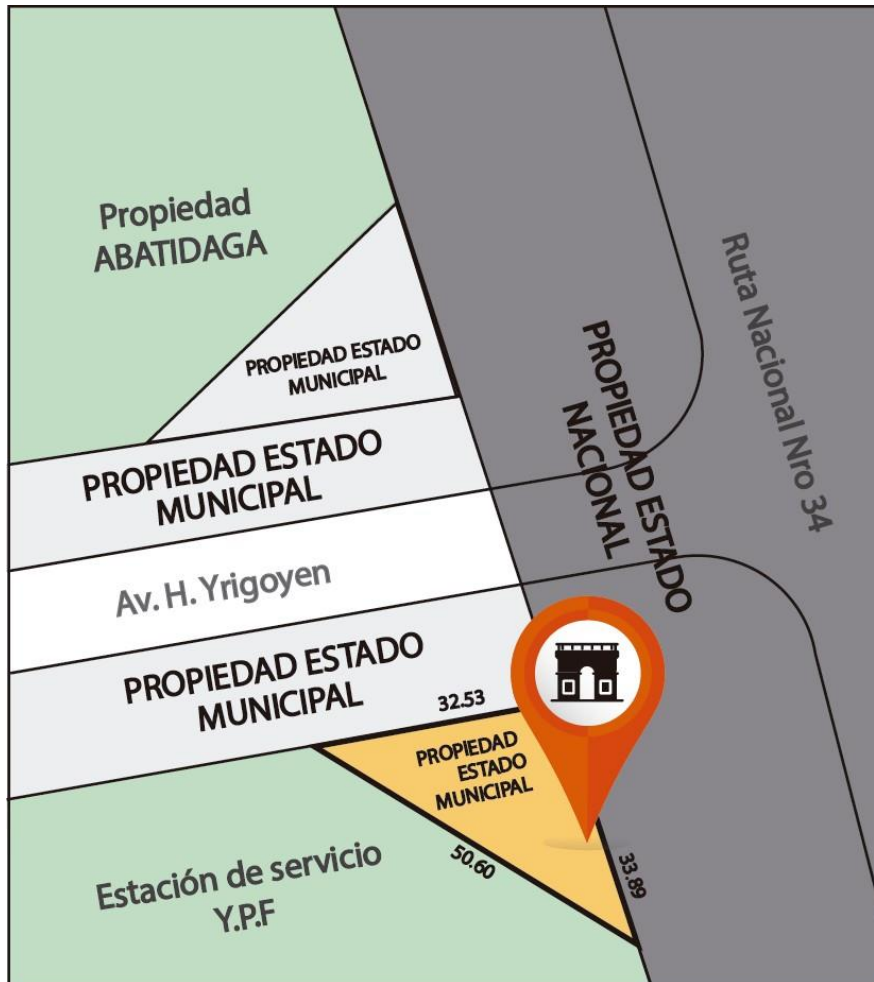 Propiedad
ABATIDAGA
PROPIEDAD ESTADO
MUNICIPAL
PROPIEDAD ESTADO
MUNICIPAL
Av. H. Yrigoyen
PROPIEDAD ESTADO
MUNICIPAL
PROPIEDAD ESTADO
NACIONAL
Ruta Nacional Nro 34
32.53
PROPIEDAD
ESTADO
MUNICIPAL
50.60
33.89
Estación de servicio
Y.P.F